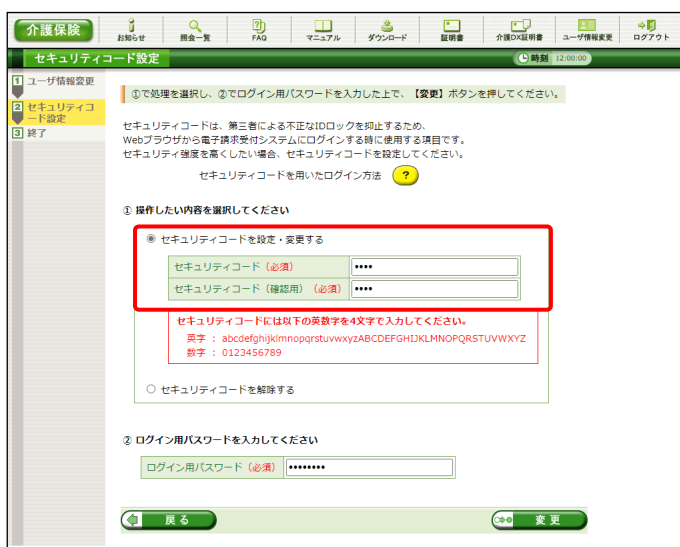 介護保険
お知らせ
照会一覧
FAQ
マニュアル
ダウンロード
証明書
介護DX証明書
ユーザ情報変更
ログアウト
セキュリティコード設定
時刻 12:00:00
1 ユーザ情報変更
2 セキュリティコ
ード設定
3 終了
①で処理を選択し、②でログイン用パスワードを入力した上で、【変更】ボタンを押してください。
セキュリティコードは、第三者による不正なIDロックを抑止するため、
Webブラウザから電子請求受付システムにログインする時に使用する項目です。
セキュリティ強度を高くしたい場合、セキュリティコードを設定してください。
セキュリティコードを用いたログイン方法 ?
① 操作したい内容を選択してください
セキュリティコードを設定・変更する
セキュリティコード（必須） ••••
セキュリティコード（確認用）（必須） ••••
セキュリティコードには以下の英数字を4文字で入力してください。
英字 ： abcdefghijklmnopqrstuvwxyzABCDEFGHIJKLMNOPQRSTUVWXYZ
数字 ： 0123456789
セキュリティコードを解除する
② ログイン用パスワードを入力してください
ログイン用パスワード（必須） ••••••••
戻る
変更